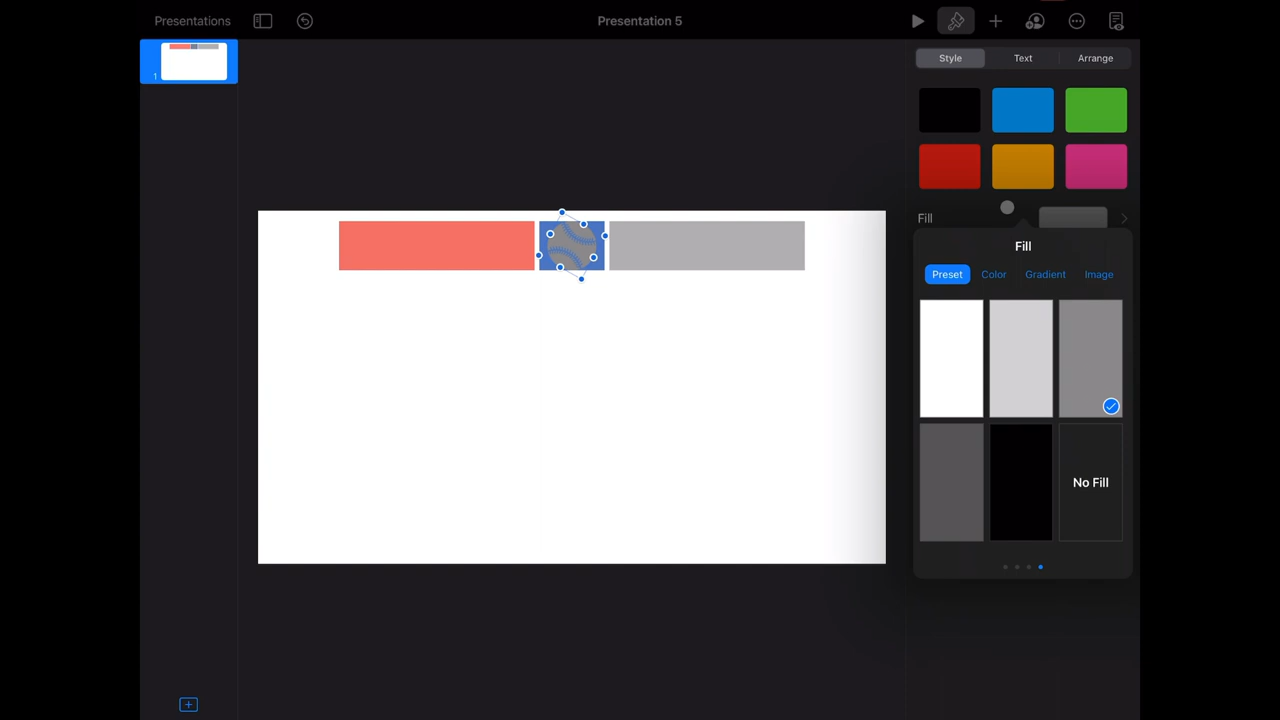 Presentations
Presentation 5
Style
Text
Arrange
1
Fill
Fill
Preset
Color
Gradient
Image
No Fill